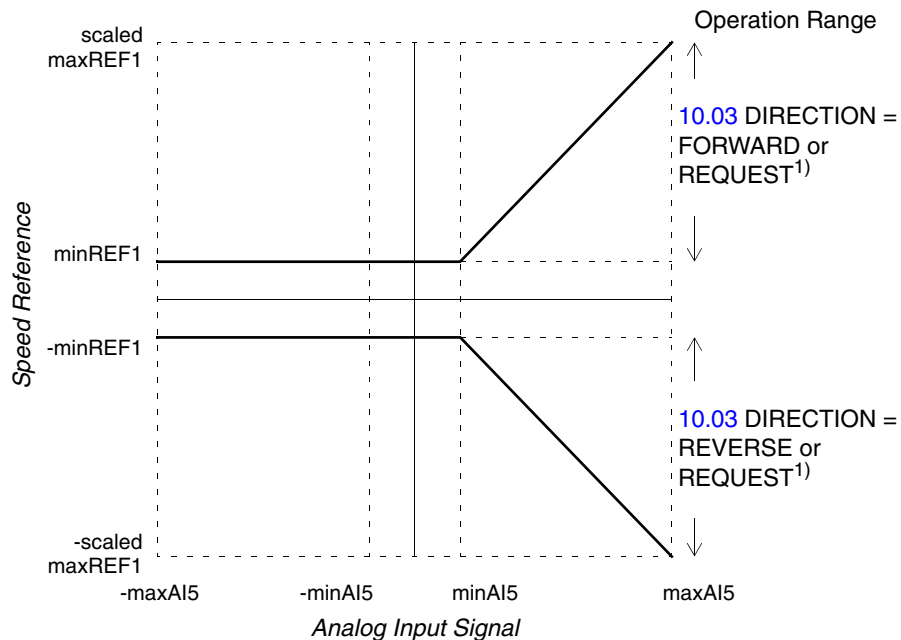 Operation Range
scaled
maxREF1
10.03 DIRECTION =
FORWARD or
REQUEST1)
minREF1
Speed Reference
-minREF1
10.03 DIRECTION =
REVERSE or
REQUEST1)
-scaled
maxREF1
-maxAI5
-minAI5
minAI5
maxAI5
Analog Input Signal